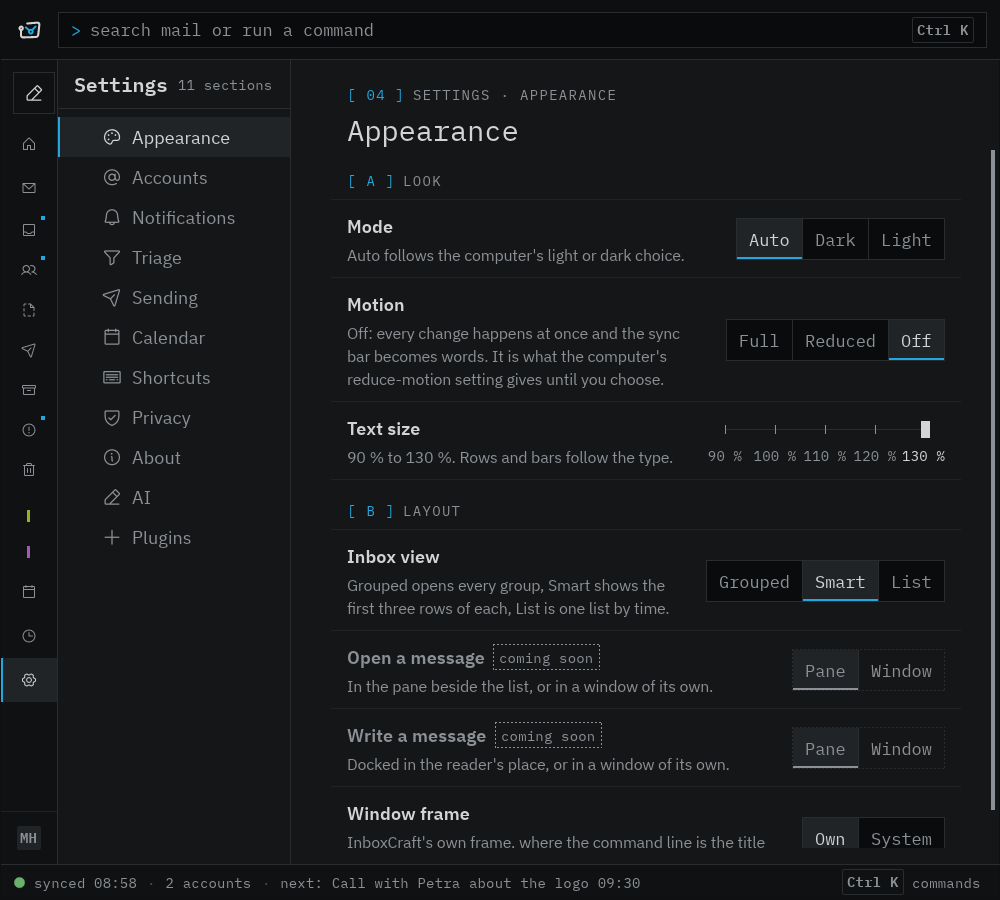 > search mail or run a command
Ctrl K
Settings 11 sections
Appearance
Accounts
Notifications
Triage
Sending
Calendar
Shortcuts
Privacy
About
AI
Plugins
MH
[ 04 ] SETTINGS · APPEARANCE
Appearance
[ A ] LOOK
Mode
Auto follows the computer's light or dark choice.
Auto Dark Light
Motion
Off: every change happens at once and the sync
bar becomes words. It is what the computer's
reduce-motion setting gives until you choose.
Full Reduced Off
Text size
90 % to 130 %. Rows and bars follow the type.
90 % 100 % 110 % 120 % 130 %
[ B ] LAYOUT
Inbox view
Grouped opens every group, Smart shows the
first three rows of each, List is one list by time.
Grouped Smart List
Open a message coming soon
In the pane beside the list, or in a window of its own.
Pane Window
Write a message coming soon
Docked in the reader's place, or in a window of its own.
Pane Window
Window frame
InboxCraft's own frame. where the command line is the title
Own System
synced 08:58 · 2 accounts · next: Call with Petra about the logo 09:30
Ctrl K commands